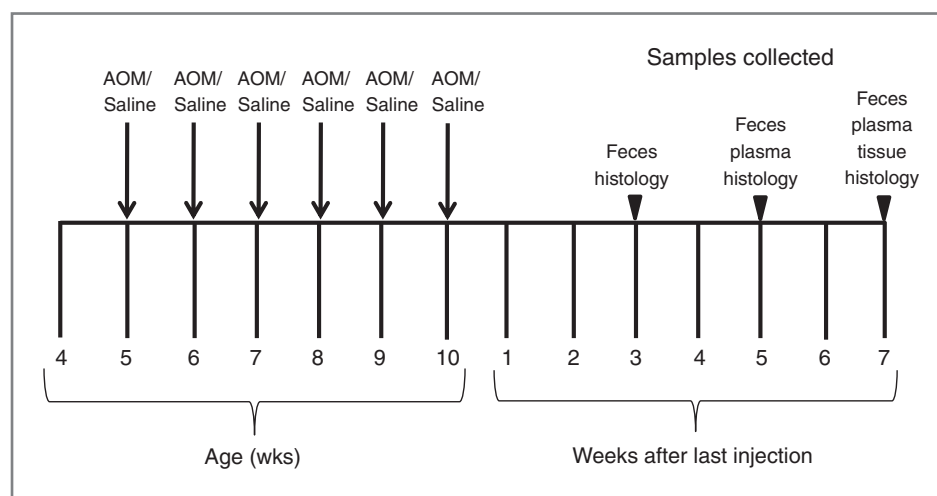 Samples collected
AOM/ AOM/ AOM/ AOM/ AOM/ AOM/
Saline Saline Saline Saline Saline Saline
Feces
histology
Feces
plasma
histology
Feces
plasma
tissue
histology
4 5 6 7 8 9 10 1 2 3 4 5 6 7
Age (wks)
Weeks after last injection